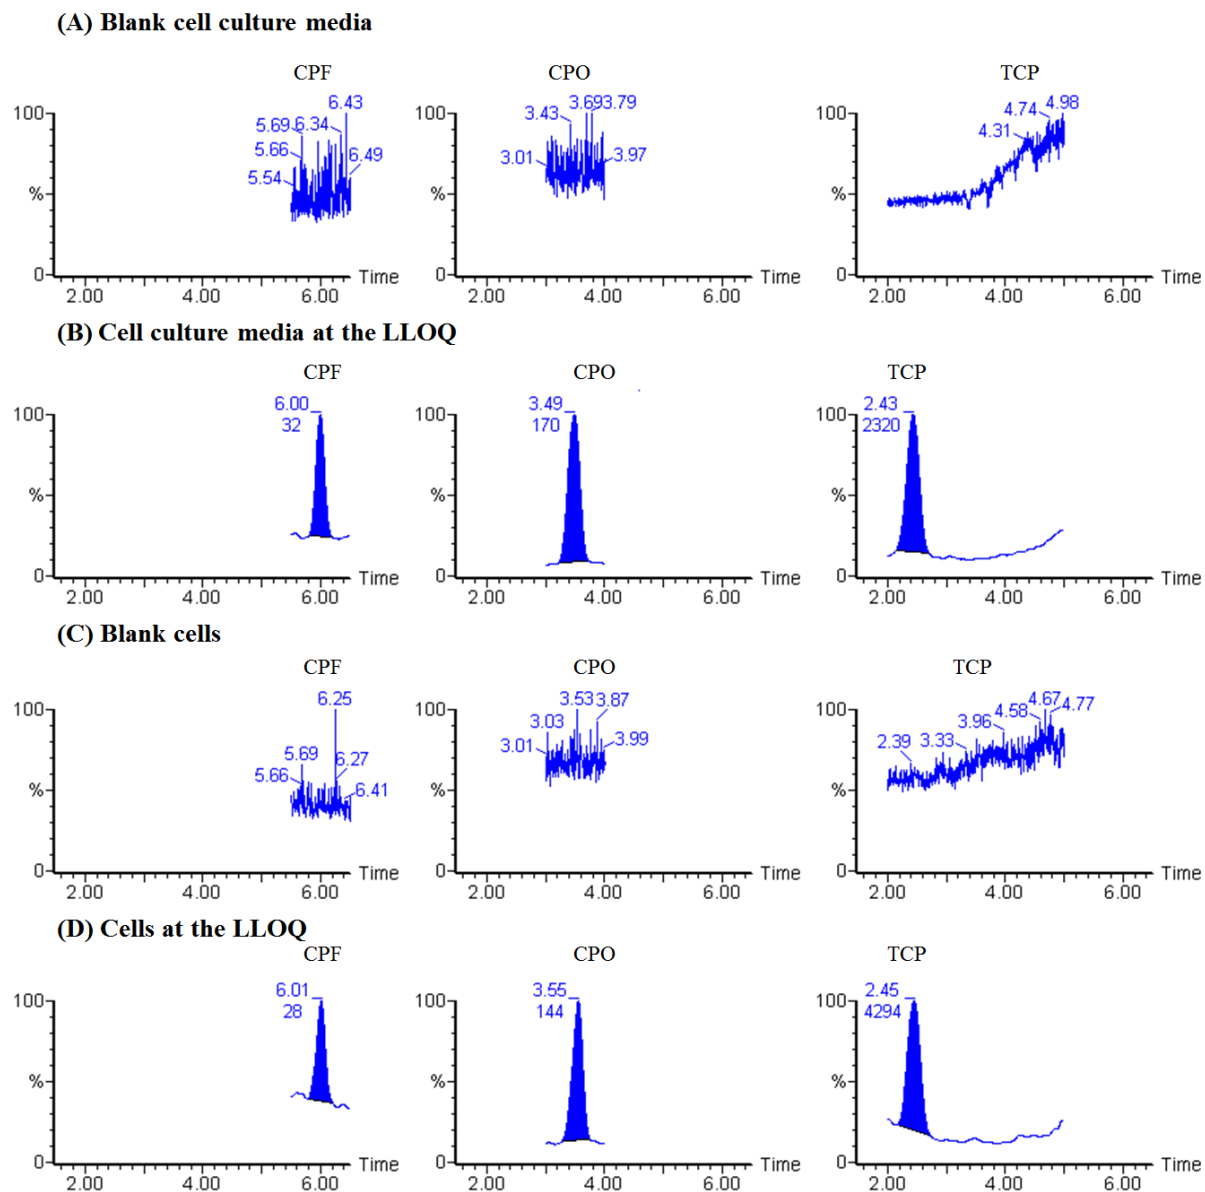 (A) Blank cell culture media
CPF CPO TCP
6.43 3.69 3.79 4.74 4.98
100 5.69 6.34 100 3.43 100 4.31
5.66 6.49 3.01 3.97
5.54
% % %
0 Time 0 Time 0 Time
2.00 4.00 6.00 2.00 4.00 6.00 2.00 4.00 6.00
(B) Cell culture media at the LLOQ
CPF CPO TCP
6.00 3.49 2.43
100 32 100 170 100 2320
% % %
0 Time 0 Time 0 Time
2.00 4.00 6.00 2.00 4.00 6.00 2.00 4.00 6.00
(C) Blank cells
CPF CPO TCP
6.25 3.53 3.87 4.67 4.77
100 100 3.03 100 3.96 4.58
5.69 6.27 3.01 3.99 2.39 3.33
5.66 6.41
% % %
0 Time 0 Time 0 Time
2.00 4.00 6.00 2.00 4.00 6.00 2.00 4.00 6.00
(D) Cells at the LLOQ
CPF CPO TCP
6.01 3.55 2.45
100 28 100 144 100 4294
% % %
0 Time 0 Time 0 Time
2.00 4.00 6.00 2.00 4.00 6.00 2.00 4.00 6.00